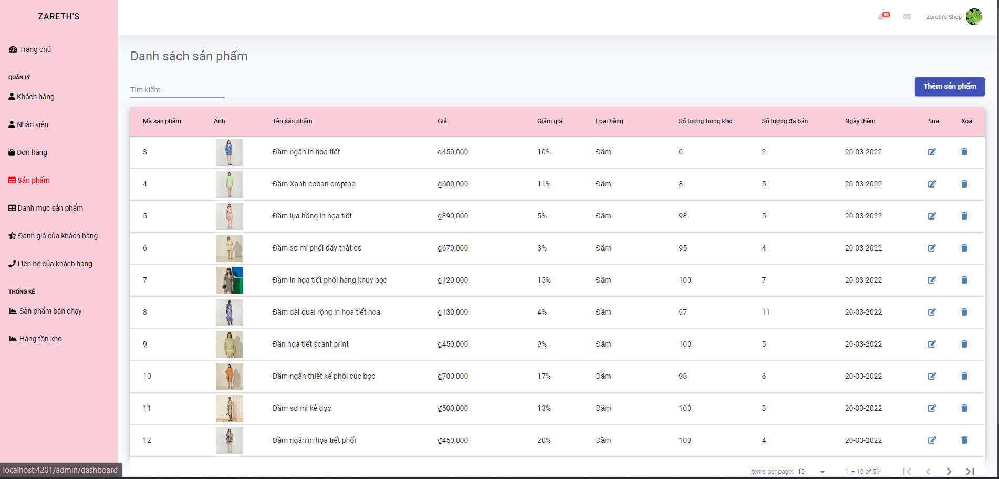 ZARETH'S
10
Zareth's Shop
Trang chủ
QUẢN LÝ
Khách hàng
Nhân viên
Đơn hàng
Sản phẩm
Danh mục sản phẩm
Đánh giá của khách hàng
Liên hệ của khách hàng
THỐNG KÊ
Sản phẩm bán chạy
Hàng tồn kho
Danh sách sản phẩm
Tìm kiếm
Thêm sản phẩm
Mã sản phẩm Ảnh Tên sản phẩm Giá Giảm giá Loại hàng Số lượng trong kho Số lượng đã bán Ngày thêm Sửa Xoá
3 Đầm ngắn in họa tiết ₫450,000 10% Đầm 0 2 20-03-2022
4 Đầm Xanh coban croptop ₫600,000 11% Đầm 8 5 20-03-2022
5 Đầm lụa hồng in họa tiết ₫890,000 5% Đầm 98 5 20-03-2022
6 Đầm sơ mi phối dây thắt eo ₫670,000 3% Đầm 95 4 20-03-2022
7 Đầm in họa tiết phối hàng khuy bọc ₫120,000 15% Đầm 100 7 20-03-2022
8 Đầm dài quai rộng in họa tiết hoa ₫130,000 4% Đầm 97 11 20-03-2022
9 Đần họa tiết scanf print ₫450,000 9% Đầm 100 5 20-03-2022
10 Đầm ngắn thiết kế phối cúc bọc ₫700,000 17% Đầm 98 6 20-03-2022
11 Đầm sơ mi kẻ dọc ₫500,000 13% Đầm 100 3 20-03-2022
12 Đầm ngắn in họa tiết phối ₫450,000 20% Đầm 100 4 20-03-2022
Items per page: 10 1 – 10 of 59
localhost:4201/admin/dashboard